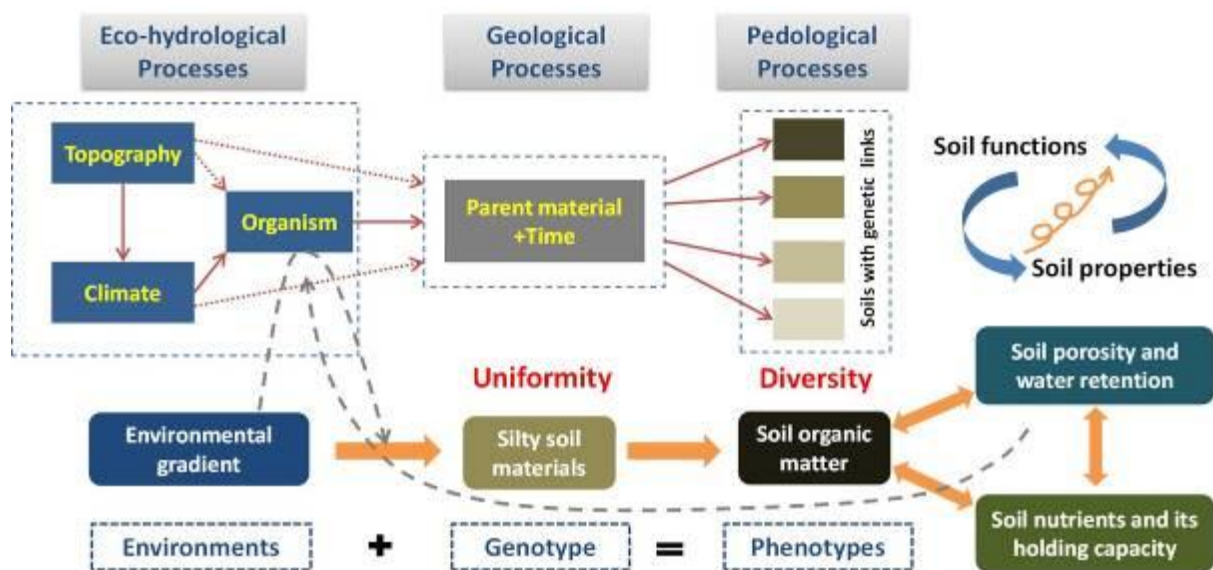 Eco-hydrological
Processes
Geological
Processes
Pedological
Processes
Topography
Organism
Climate
Parent material
+Time
Soils with genetic links
Soil functions
Soil properties
Uniformity
Diversity
Environmental
gradient
Silty soil
materials
Soil organic
matter
Soil porosity and
water retention
Soil nutrients and its
holding capacity
Environments + Genotype = Phenotypes